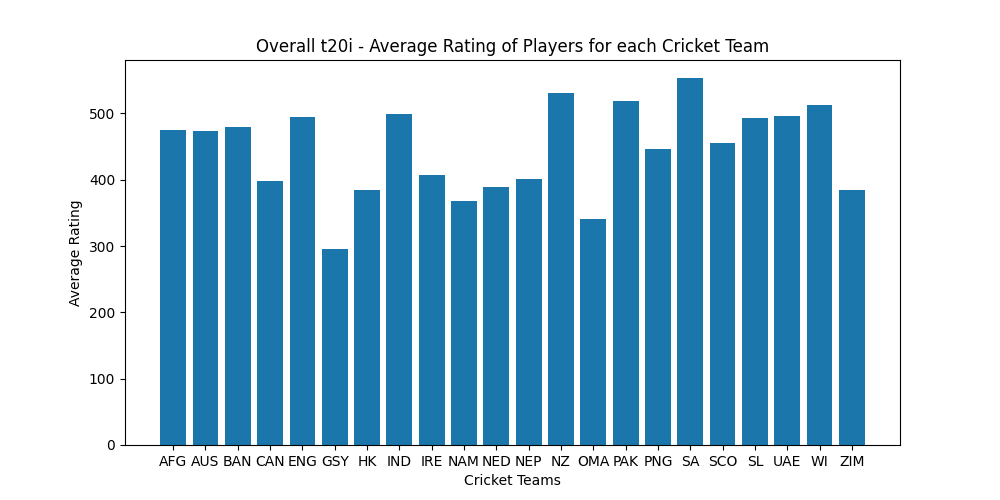 Overall t20i - Average Rating of Players for each Cricket Team
Average Rating
500
400
300
200
100
0
AFG AUS BAN CAN ENG GSY HK IND IRE NAM NED NEP NZ OMA PAK PNG SA SCO SL UAE WI ZIM
Cricket Teams